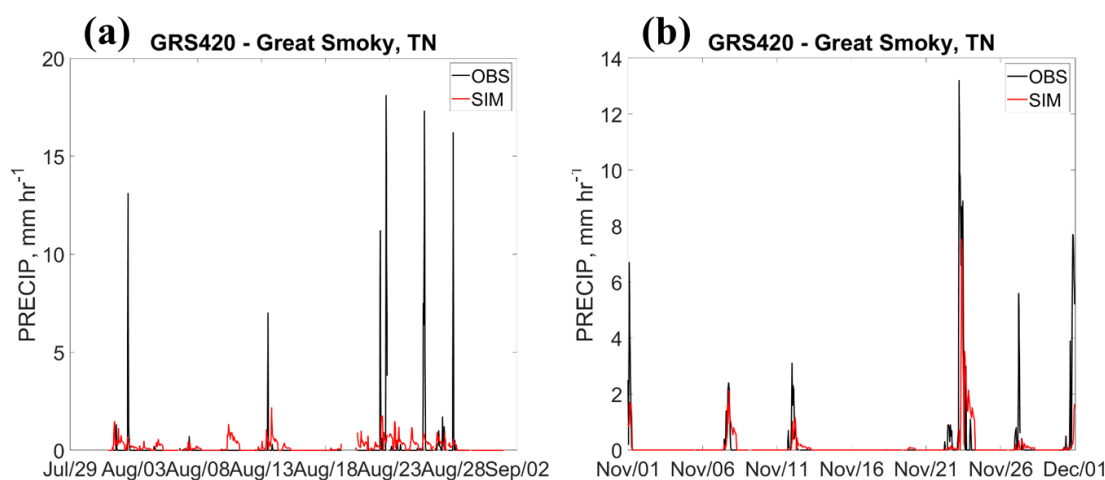 (a) GRS420 - Great Smoky, TN
20
15
10
5
0
PRECIP, mm hr-1
OBS
SIM
Jul/29 Aug/03 Aug/08 Aug/13 Aug/18 Aug/23 Aug/28 Sep/02
(b) GRS420 - Great Smoky, TN
14
12
10
8
6
4
2
0
PRECIP, mm hr-1
OBS
SIM
Nov/01 Nov/06 Nov/11 Nov/16 Nov/21 Nov/26 Dec/01